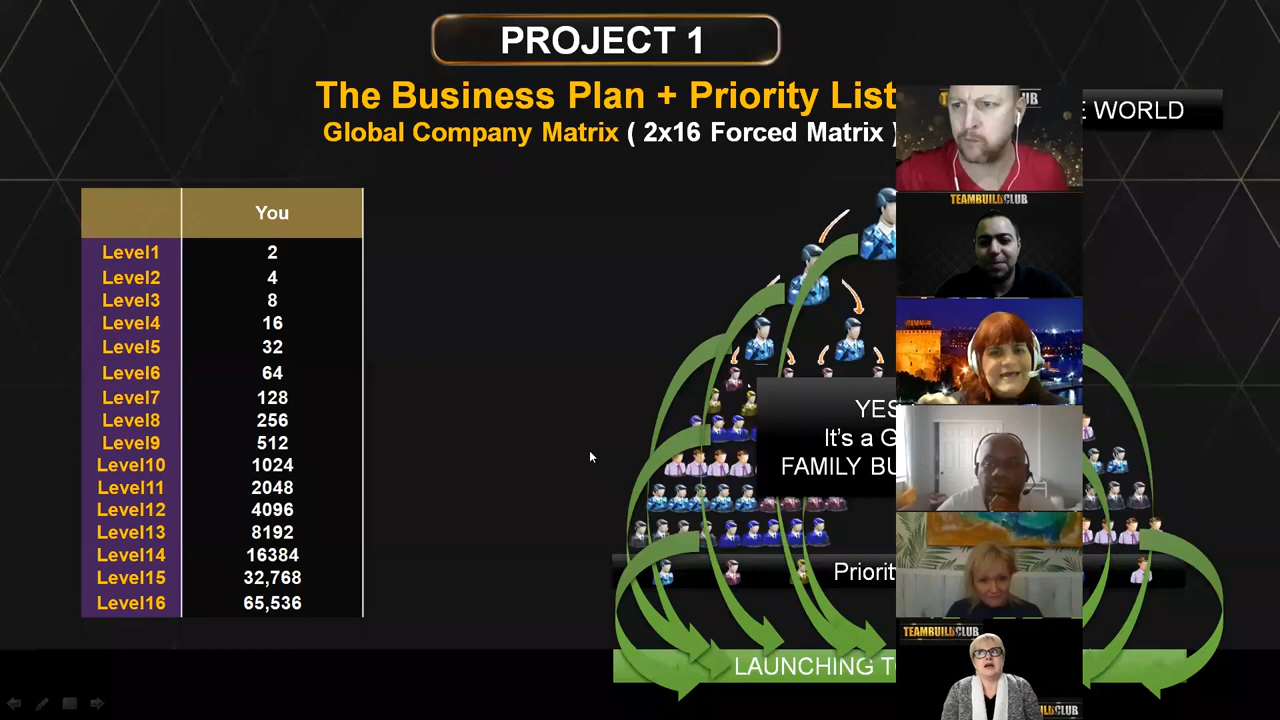 PROJECT 1
The Business Plan + Priority List
Global Company Matrix ( 2x16 Forced Matrix )
WORLD
You
Level1 2
Level2 4
Level3 8
Level4 16
Level5 32
Level6 64
Level7 128
Level8 256
Level9 512
Level10 1024
Level11 2048
Level12 4096
Level13 8192
Level14 16384
Level15 32,768
Level16 65,536
YES
It's a G
FAMILY BU
Priorit
LAUNCHING T
TEAMBUILDCLUB
TEAMBUILDCLUB